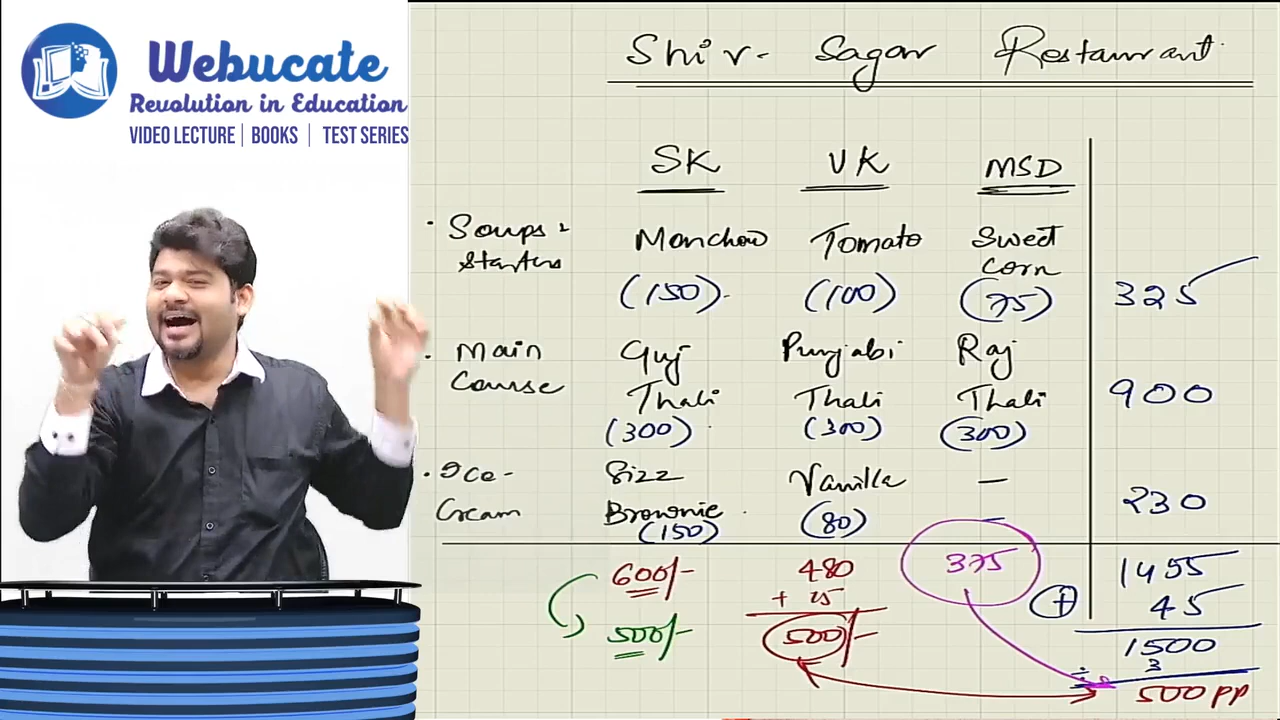 Webucate
Revolution in Education
VIDEO LECTURE | BOOKS | TEST SERIES
Shiv-Sagar Restaurant
SK VK MSD
• Soups & Starters
Manchow Tomato Sweet corn
(150) (100) (75) 325
• Main Course
Guj Thali Punjabi Thali Raj Thali 900
(300) (300) (300)
• Ice-Cream
Sizz Brownie Vanilla — 230
(150) (80) —
600/- 480 375 1455
+ 25 + 45
500/- 500/- 1500
÷ 3
500 PP